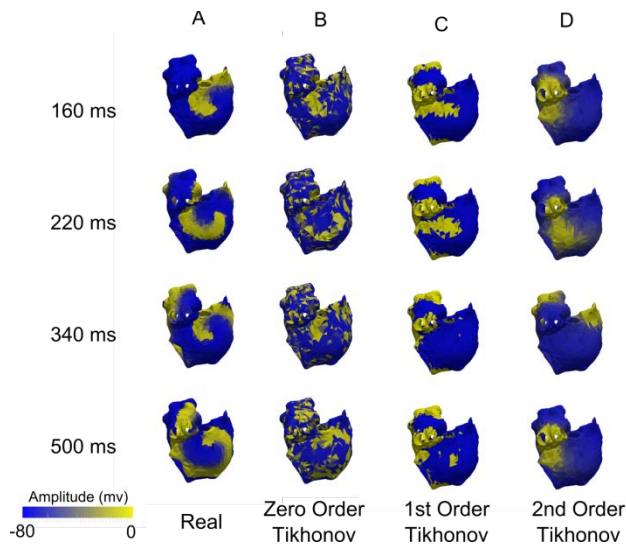 A B C D
160 ms
220 ms
340 ms
500 ms
Amplitude (mv)
-80 0
Real
Zero Order
Tikhonov
1st Order
Tikhonov
2nd Order
Tikhonov